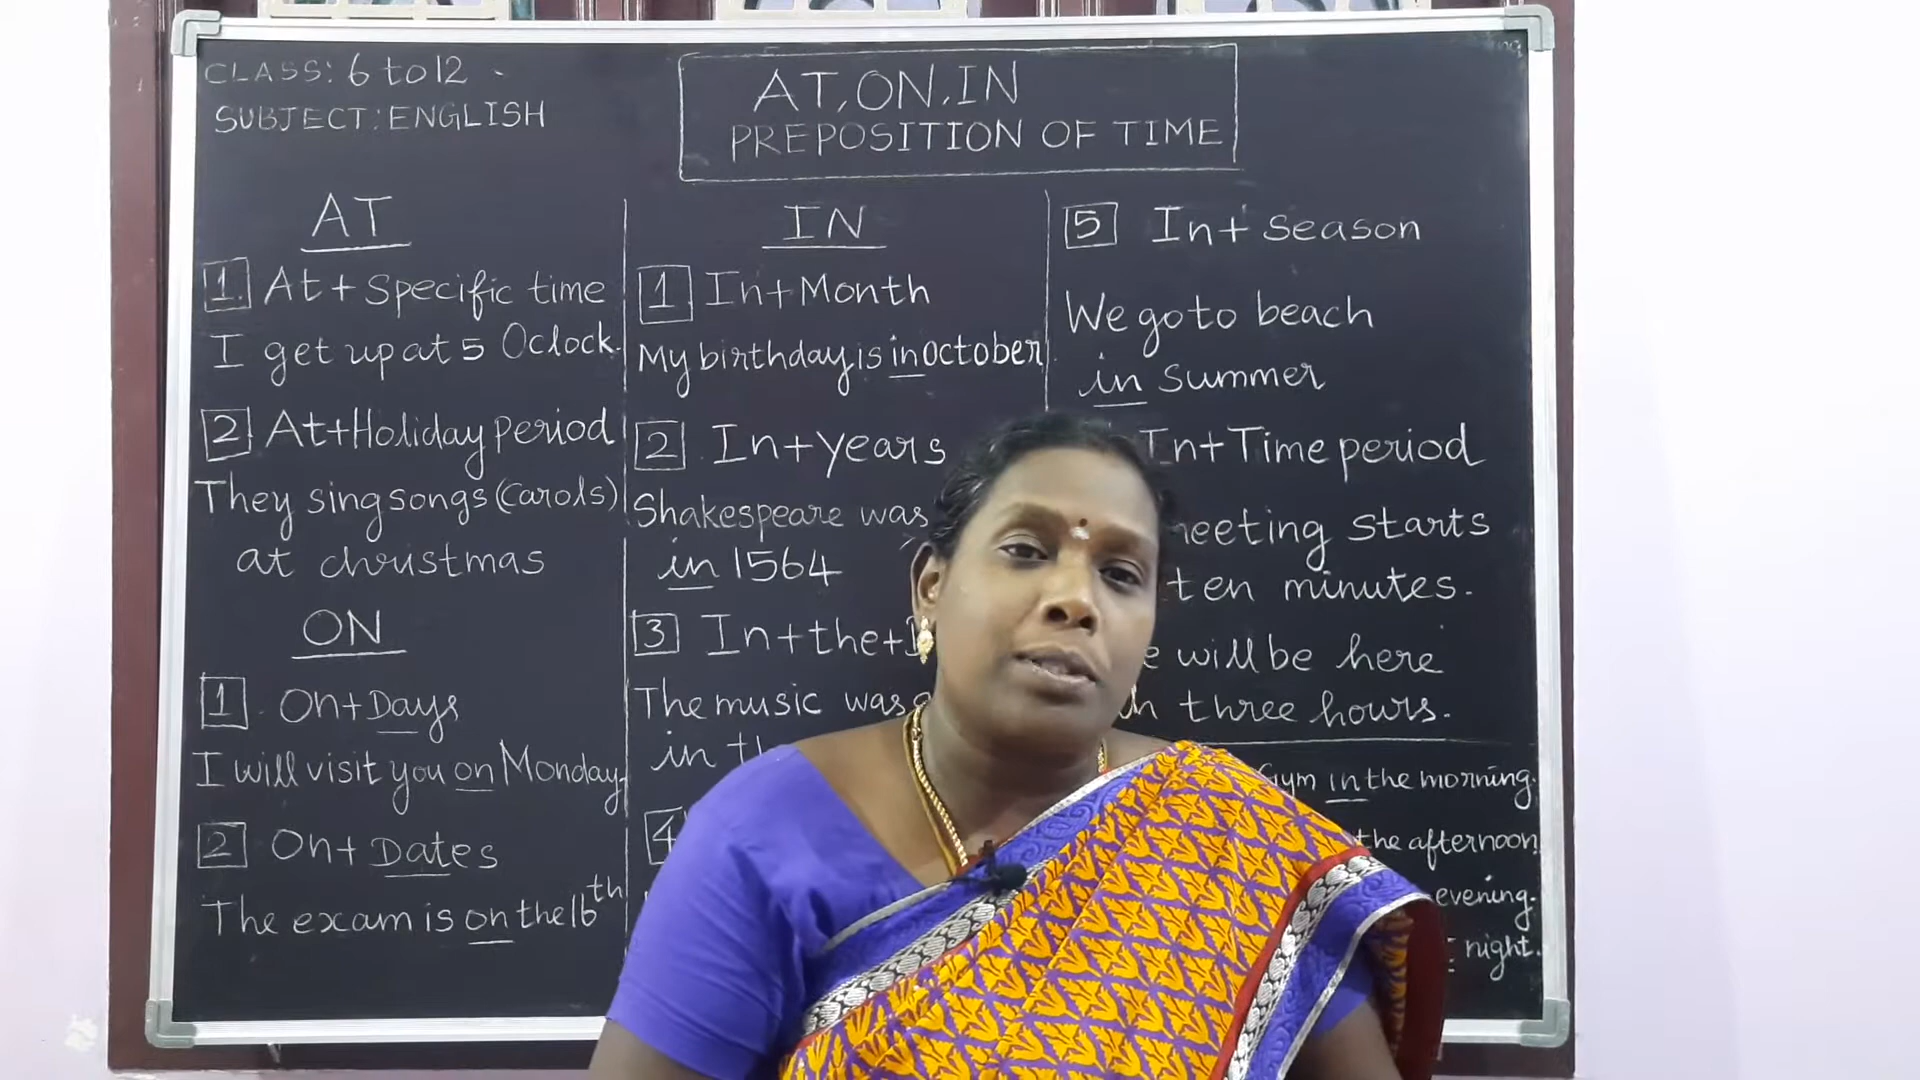 CLASS: 6 to 12
SUBJECT: ENGLISH
AT, ON, IN
PREPOSITION OF TIME
AT
1. At + Specific time
I get up at 5 Oclock.
2 At + Holiday period
They sing songs (carols)
at christmas
ON
1 On + Days
I will visit you on Monday.
2 On + Dates
The exam is on the 16th
IN
1 In + Month
My birthday is in october
2 In + years
Shakespeare was
in 1564
3 In + the +
The music was
in
4
5 In + season
We go to beach
in summer
In + Time period
meeting starts
ten minutes.
will be here
three hours.
Gym in the morning.
the afternoon
evening.
night.